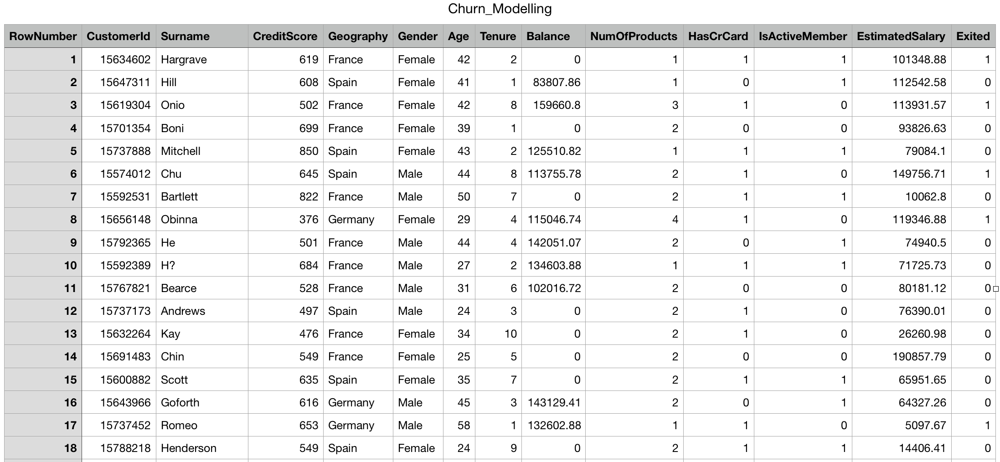 Churn_Modelling
RowNumber CustomerId Surname CreditScore Geography Gender Age Tenure Balance NumOfProducts HasCrCard IsActiveMember EstimatedSalary Exited
1 15634602 Hargrave 619 France Female 42 2 0 1 1 1 101348.88 1
2 15647311 Hill 608 Spain Female 41 1 83807.86 1 0 1 112542.58 0
3 15619304 Onio 502 France Female 42 8 159660.8 3 1 0 113931.57 1
4 15701354 Boni 699 France Female 39 1 0 2 0 0 93826.63 0
5 15737888 Mitchell 850 Spain Female 43 2 125510.82 1 1 1 79084.1 0
6 15574012 Chu 645 Spain Male 44 8 113755.78 2 1 0 149756.71 1
7 15592531 Bartlett 822 France Male 50 7 0 2 1 1 10062.8 0
8 15656148 Obinna 376 Germany Female 29 4 115046.74 4 1 0 119346.88 1
9 15792365 He 501 France Male 44 4 142051.07 2 0 1 74940.5 0
10 15592389 H? 684 France Male 27 2 134603.88 1 1 1 71725.73 0
11 15767821 Bearce 528 France Male 31 6 102016.72 2 0 0 80181.12 0
12 15737173 Andrews 497 Spain Male 24 3 0 2 1 0 76390.01 0
13 15632264 Kay 476 France Female 34 10 0 2 1 0 26260.98 0
14 15691483 Chin 549 France Female 25 5 0 2 0 0 190857.79 0
15 15600882 Scott 635 Spain Female 35 7 0 2 1 1 65951.65 0
16 15643966 Goforth 616 Germany Male 45 3 143129.41 2 0 1 64327.26 0
17 15737452 Romeo 653 Germany Male 58 1 132602.88 1 1 0 5097.67 1
18 15788218 Henderson 549 Spain Female 24 9 0 2 1 1 14406.41 0